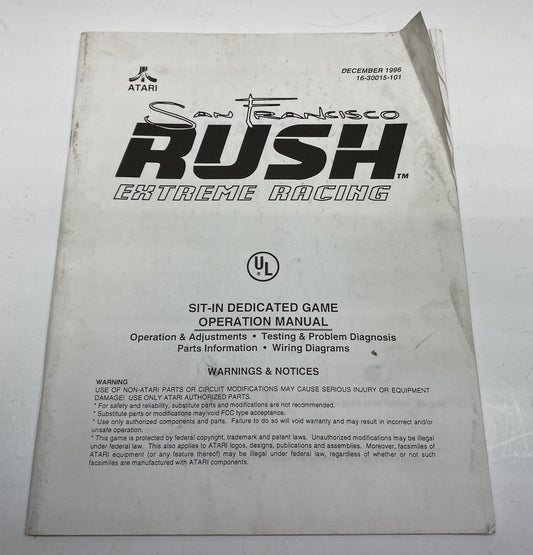 ATARI
DECEMBER 1996
16-30015-101
San Francisco
RUSH™
EXTREME RACING
UL
SIT-IN DEDICATED GAME
OPERATION MANUAL
Operation & Adjustments • Testing & Problem Diagnosis
Parts Information • Wiring Diagrams
WARNINGS & NOTICES
WARNING
USE OF NON-ATARI PARTS OR CIRCUIT MODIFICATIONS MAY CAUSE SERIOUS INJURY OR EQUIPMENT
DAMAGE! USE ONLY ATARI AUTHORIZED PARTS.
* For safety and reliability, substitute parts and modifications are not recommended.
* Substitute parts or modifications may void FCC type acceptance.
* Use only authorized components and parts. Failure to do so will void warranty and may result in incorrect and/or
unsafe operation.
* This game is protected by federal copyright, trademark and patent laws. Unauthorized modifications may be illegal
under federal law. This also applies to ATARI logos, designs, publications and assemblies. Moreover, facsimiles of
ATARI equipment (or any feature thereof) may be illegal under federal law, regardless of whether or not such
facsimiles are manufactured with ATARI components.